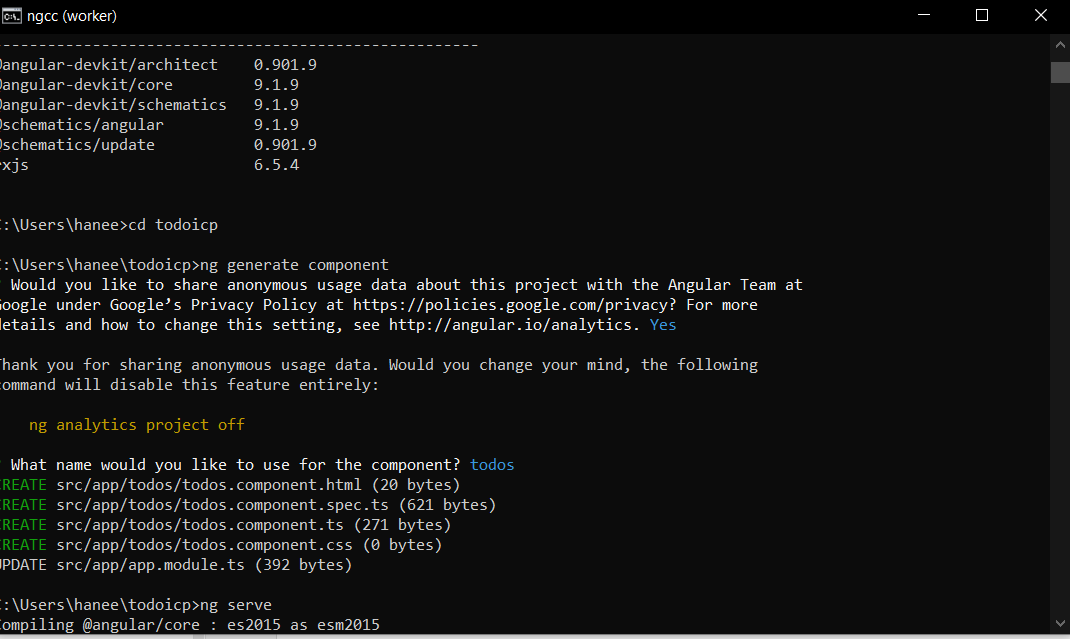 ngcc (worker)
-----------------------------------------------------
@angular-devkit/architect 0.901.9
@angular-devkit/core 9.1.9
@angular-devkit/schematics 9.1.9
@schematics/angular 9.1.9
@schematics/update 0.901.9
rxjs 6.5.4
C:\Users\hanee>cd todoicp
C:\Users\hanee\todoicp>ng generate component
? Would you like to share anonymous usage data about this project with the Angular Team at
Google under Google’s Privacy Policy at https://policies.google.com/privacy? For more
details and how to change this setting, see http://angular.io/analytics. Yes
Thank you for sharing anonymous usage data. Would you change your mind, the following
command will disable this feature entirely:
ng analytics project off
? What name would you like to use for the component? todos
CREATE src/app/todos/todos.component.html (20 bytes)
CREATE src/app/todos/todos.component.spec.ts (621 bytes)
CREATE src/app/todos/todos.component.ts (271 bytes)
CREATE src/app/todos/todos.component.css (0 bytes)
UPDATE src/app/app.module.ts (392 bytes)
C:\Users\hanee\todoicp>ng serve
Compiling @angular/core : es2015 as esm2015